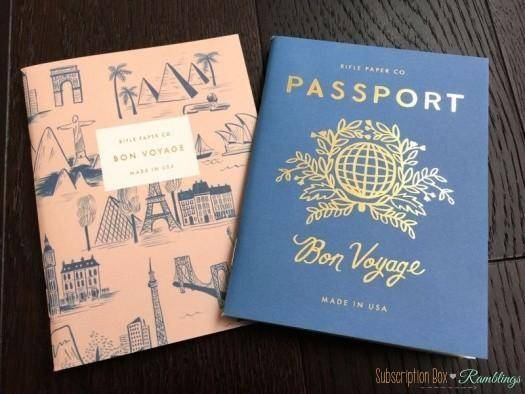 RIFLE PAPER CO.
BON VOYAGE
MADE IN USA
RIFLE PAPER CO.
PASSPORT
Bon Voyage
MADE IN USA
Subscription Box ♥ Ramblings